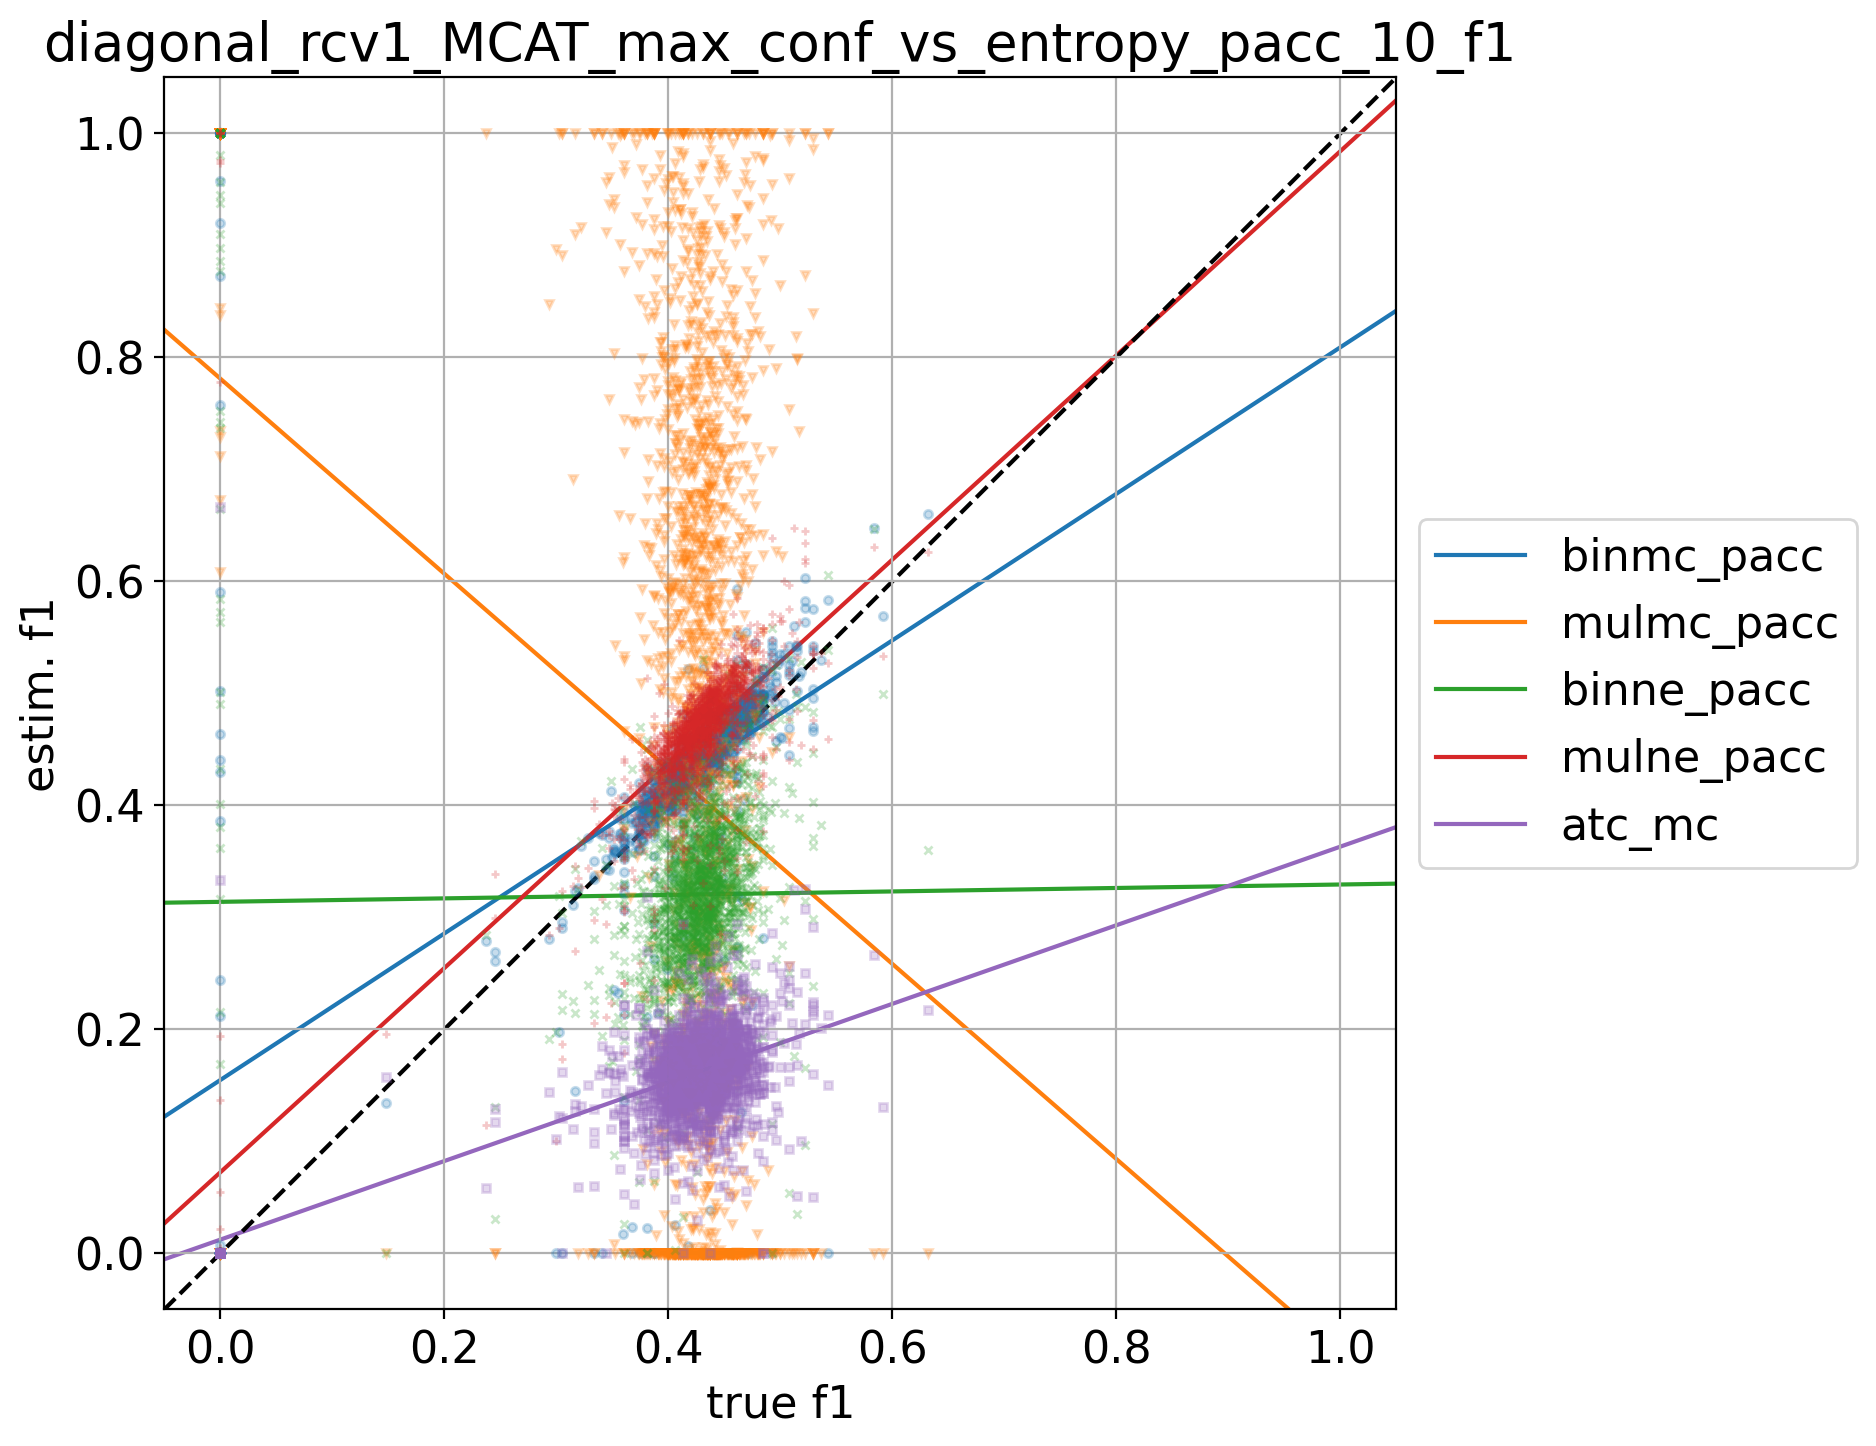 diagonal_rcv1_MCAT_max_conf_vs_entropy_pacc_10_f1
1.0
0.8
0.6
0.4
0.2
0.0
estim. f1
0.0 0.2 0.4 0.6 0.8 1.0
true f1
binmc_pacc
mulmc_pacc
binne_pacc
mulne_pacc
atc_mc